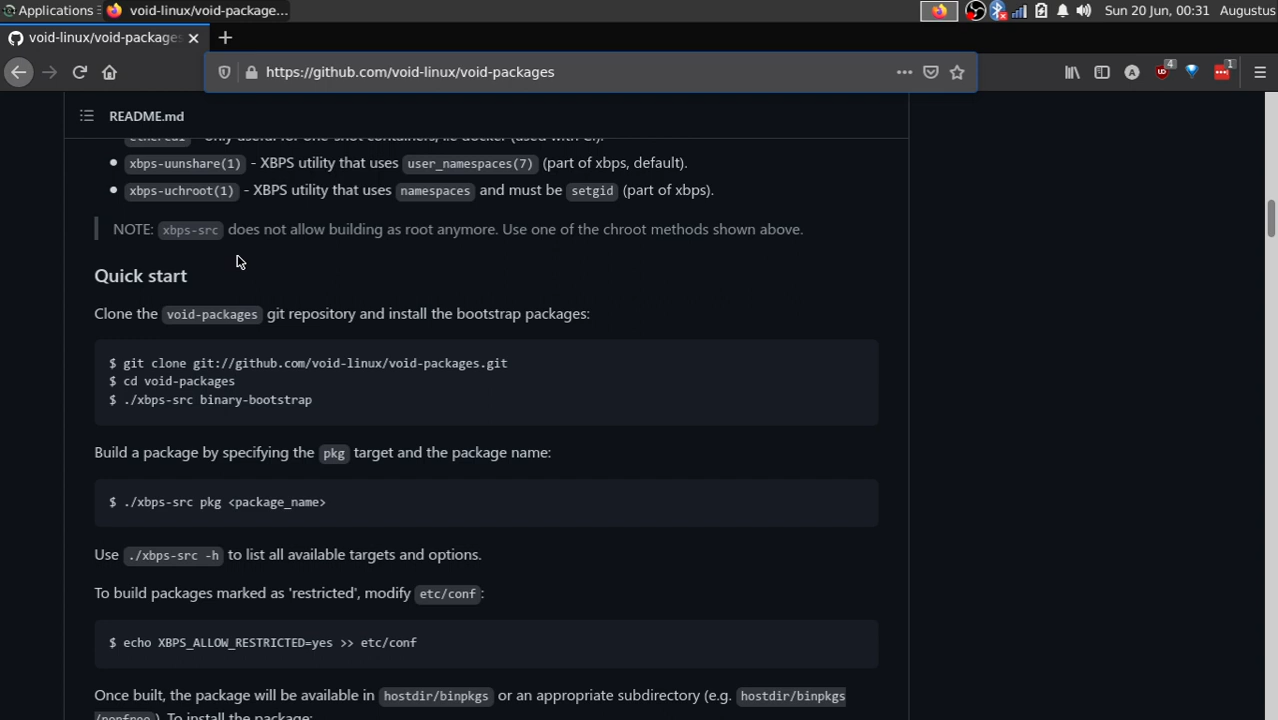 Applications void-linux/void-package... Sun 20 Jun, 00:31 Augustus
void-linux/void-packages
https://github.com/void-linux/void-packages 4 1
README.md
xbps-uunshare(1) - XBPS utility that uses user_namespaces(7) (part of xbps, default).
xbps-uchroot(1) - XBPS utility that uses namespaces and must be setgid (part of xbps).
NOTE: xbps-src does not allow building as root anymore. Use one of the chroot methods shown above.
Quick start
Clone the void-packages git repository and install the bootstrap packages:
$ git clone git://github.com/void-linux/void-packages.git
$ cd void-packages
$ ./xbps-src binary-bootstrap
Build a package by specifying the pkg target and the package name:
$ ./xbps-src pkg <package_name>
Use ./xbps-src -h to list all available targets and options.
To build packages marked as 'restricted', modify etc/conf:
$ echo XBPS_ALLOW_RESTRICTED=yes >> etc/conf
Once built, the package will be available in hostdir/binpkgs or an appropriate subdirectory (e.g. hostdir/binpkgs
/nonfree). To install the package: